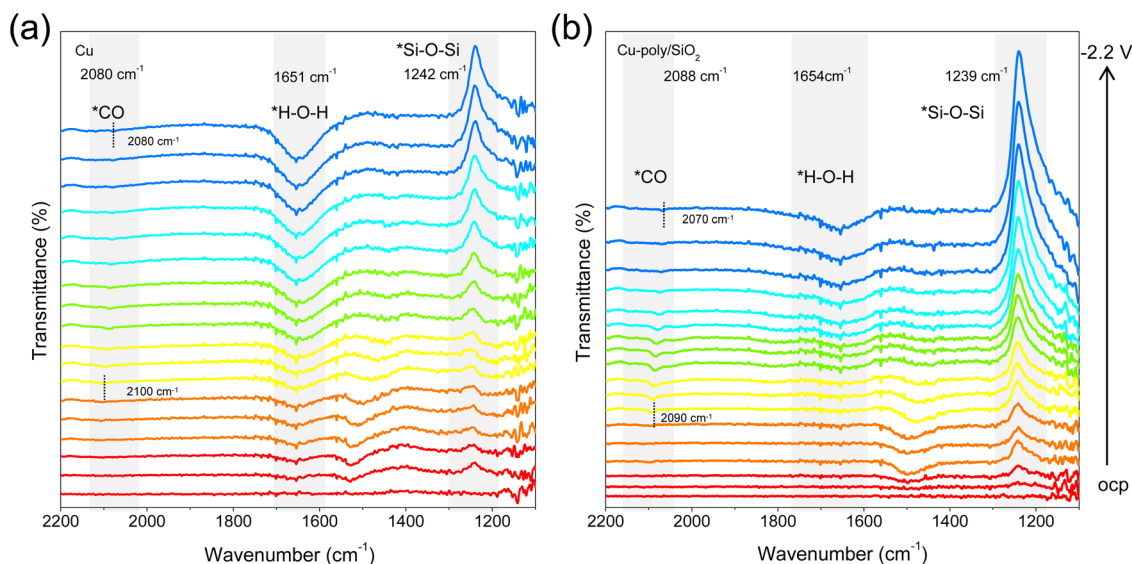 (a)
Cu
2080 cm⁻¹
1651 cm⁻¹
*Si-O-Si
1242 cm⁻¹
*CO
*H-O-H
2080 cm⁻¹
2100 cm⁻¹
Transmittance (%)
2200 2000 1800 1600 1400 1200
Wavenumber (cm⁻¹)
(b)
Cu-poly/SiO₂
2088 cm⁻¹
1654cm⁻¹
1239 cm⁻¹
*Si-O-Si
*CO
*H-O-H
2070 cm⁻¹
2090 cm⁻¹
Transmittance (%)
2200 2000 1800 1600 1400 1200
Wavenumber (cm⁻¹)
-2.2 V
ocp